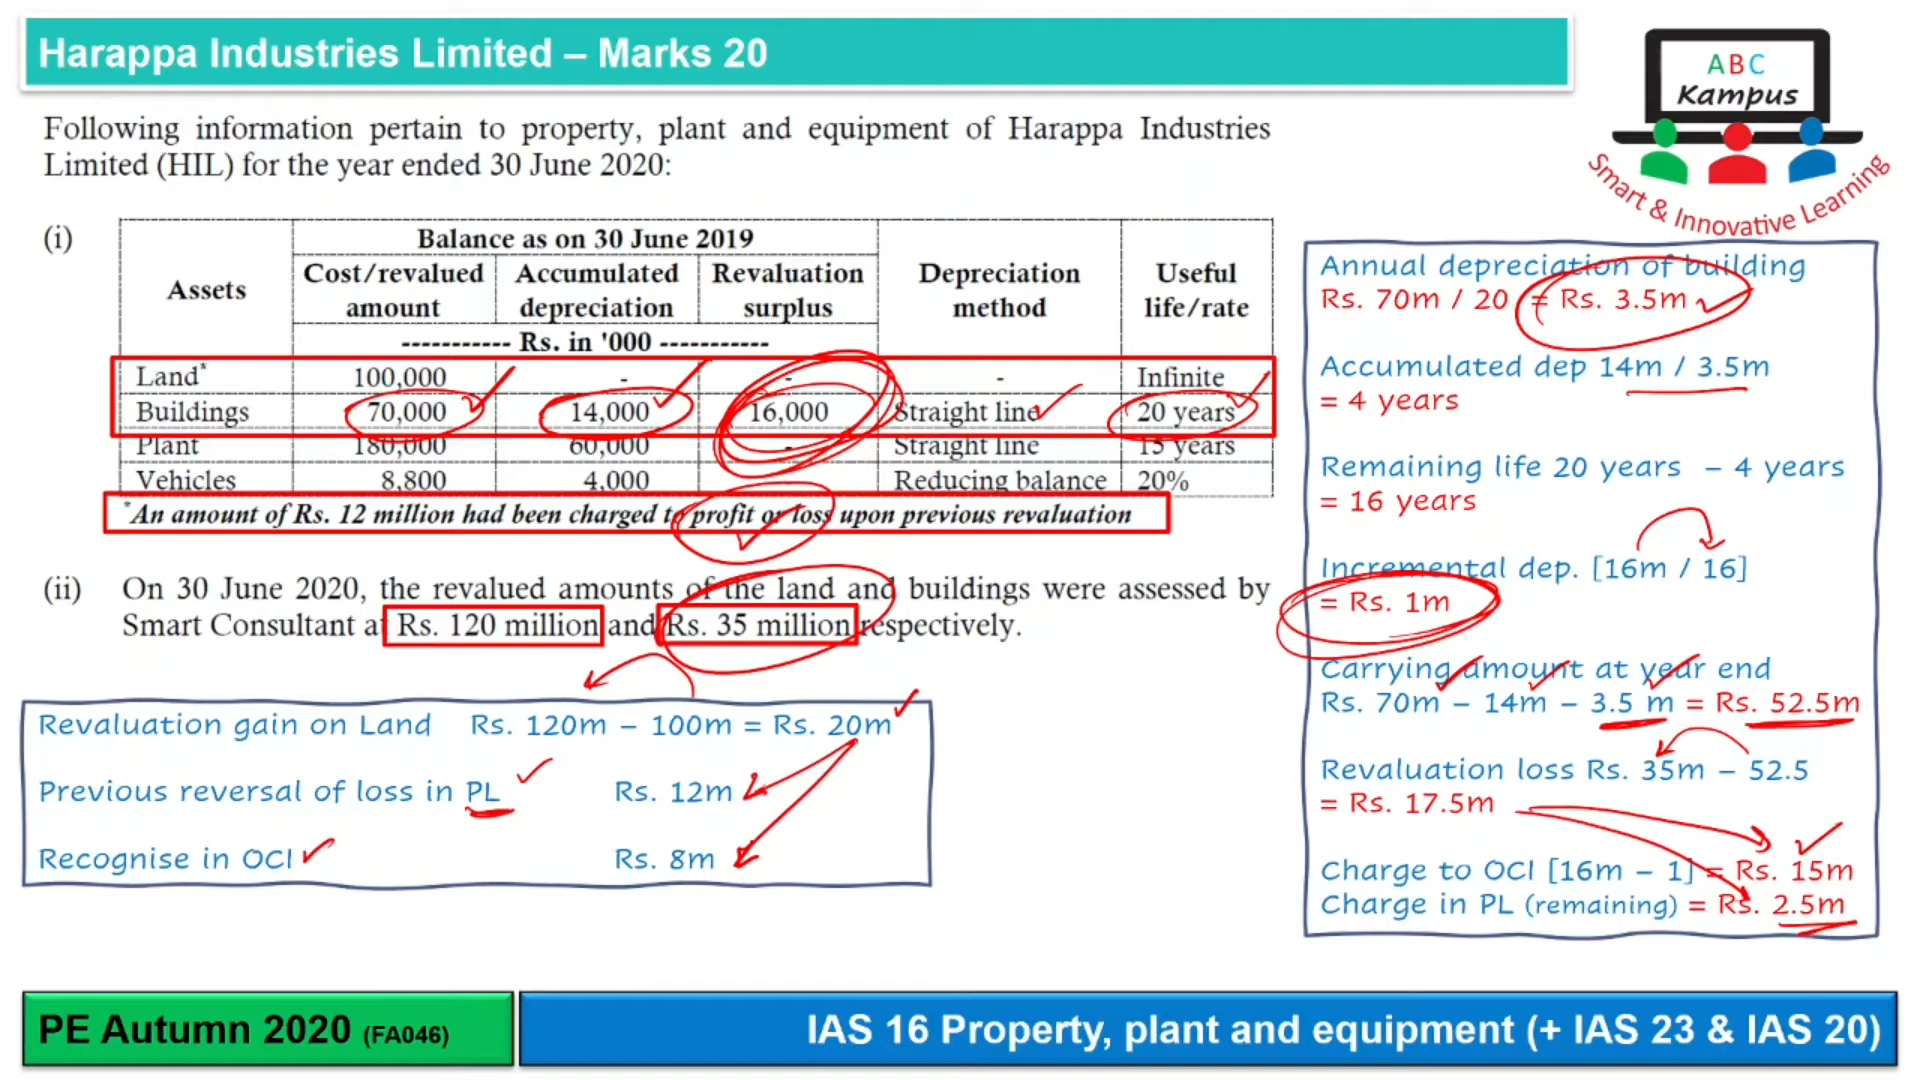 Harappa Industries Limited – Marks 20
ABC
Kampus
Smart & Innovative Learning
Following information pertain to property, plant and equipment of Harappa Industries
Limited (HIL) for the year ended 30 June 2020:
(i)
Assets
Balance as on 30 June 2019
Cost/revalued amount
Accumulated depreciation
Revaluation surplus
Depreciation method
Useful life/rate
----------- Rs. in '000 -----------
Land* 100,000 - - - Infinite
Buildings 70,000 14,000 16,000 Straight line 20 years
Plant 180,000 60,000 - Straight line 15 years
Vehicles 8,800 4,000 Reducing balance 20%
*An amount of Rs. 12 million had been charged to profit or loss upon previous revaluation
(ii) On 30 June 2020, the revalued amounts of the land and buildings were assessed by
Smart Consultant at Rs. 120 million and Rs. 35 million respectively.
Revaluation gain on Land Rs. 120m – 100m = Rs. 20m
Previous reversal of loss in PL Rs. 12m
Recognise in OCI Rs. 8m
Annual depreciation of building
Rs. 70m / 20 = Rs. 3.5m
Accumulated dep 14m / 3.5m
= 4 years
Remaining life 20 years – 4 years
= 16 years
Incremental dep. [16m / 16]
= Rs. 1m
Carrying amount at year end
Rs. 70m – 14m – 3.5 m = Rs. 52.5m
Revaluation loss Rs. 35m – 52.5
= Rs. 17.5m
Charge to OCI [16m – 1] = Rs. 15m
Charge in PL (remaining) = Rs. 2.5m
PE Autumn 2020 (FA046)
IAS 16 Property, plant and equipment (+ IAS 23 & IAS 20)